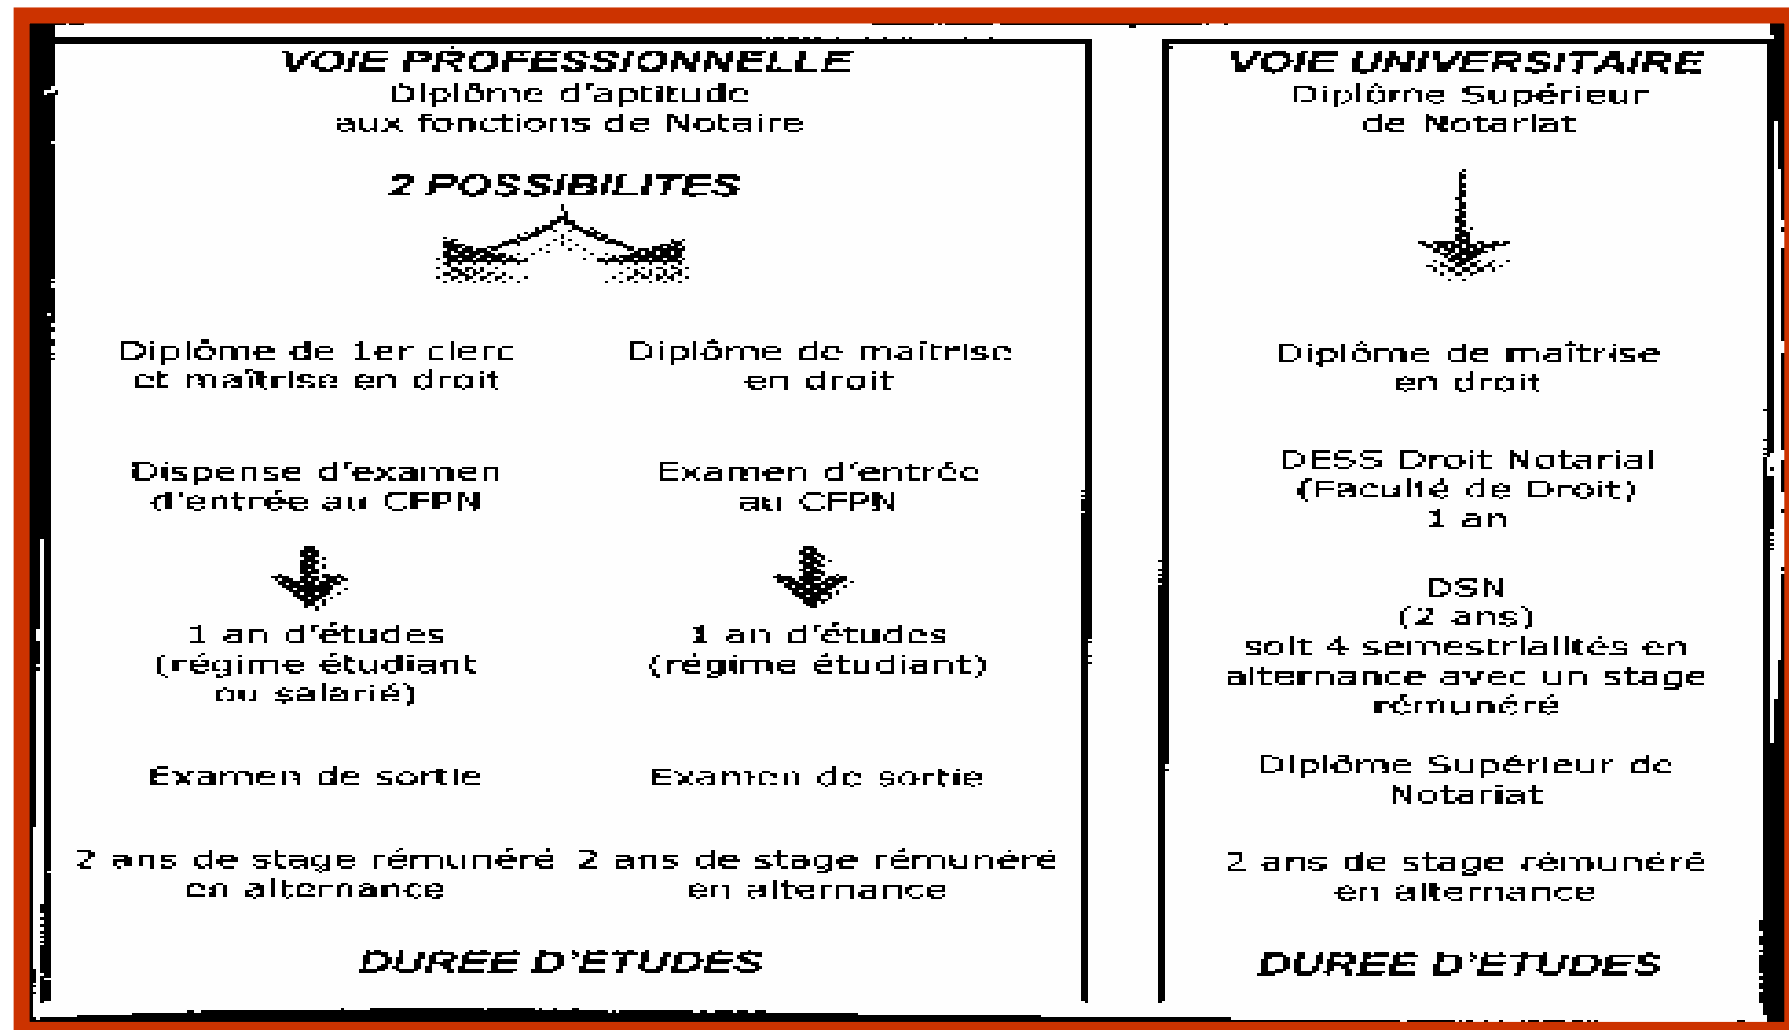 VOIE PROFESSIONNELLE
Diplôme d'aptitude
aux fonctions de Notaire
2 POSSIBILITES
Diplôme de 1er clerc
et maîtrise en droit
Dispense d'examen
d'entrée au CFPN
1 an d'études
(régime étudiant
ou salarié)
Examen de sortie
2 ans de stage rémunéré
en alternance
Diplôme de maîtrise
en droit
Examen d'entrée
au CFPN
1 an d'études
(régime étudiant)
Examen de sortie
2 ans de stage rémunéré
en alternance
DUREE D'ETUDES
VOIE UNIVERSITAIRE
Diplôme Supérieur
de Notariat
Diplôme de maîtrise
en droit
DESS Droit Notarial
(Faculté de Droit)
1 an
DSN
(2 ans)
soit 4 semestrialités en
alternance avec un stage
rémunéré
Diplôme Supérieur de
Notariat
2 ans de stage rémunéré
en alternance
DUREE D'ETUDES